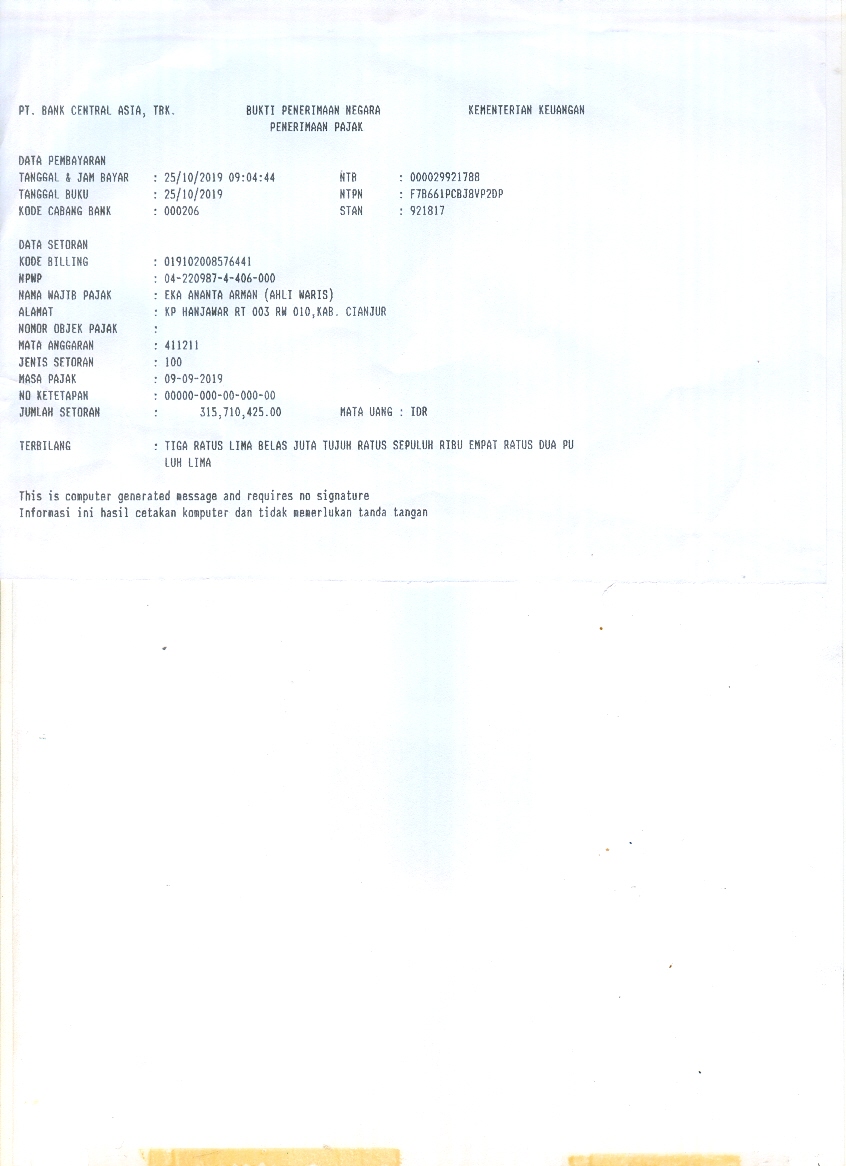 PT. BANK CENTRAL ASIA, TBK. BUKTI PENERIMAAN NEGARA KEMENTERIAN KEUANGAN
PENERIMAAN PAJAK
DATA PEMBAYARAN
TANGGAL & JAM BAYAR : 25/10/2019 09:04:44 NTB : 000029921788
TANGGAL BUKU : 25/10/2019 NTPN : F7B661PCBJ8VP2DP
KODE CABANG BANK : 000206 STAN : 921817
DATA SETORAN
KODE BILLING : 019102008576441
NPWP : 04-220987-4-406-000
NAMA WAJIB PAJAK : EKA ANANTA ARMAN (AHLI WARIS)
ALAMAT : KP HANJAWAR RT 003 RW 010,KAB. CIANJUR
NOMOR OBJEK PAJAK :
MATA ANGGARAN : 411211
JENIS SETORAN : 100
MASA PAJAK : 09-09-2019
NO KETETAPAN : 00000-000-00-000-00
JUMLAH SETORAN : 315,710,425.00 MATA UANG : IDR
TERBILANG : TIGA RATUS LIMA BELAS JUTA TUJUH RATUS SEPULUH RIBU EMPAT RATUS DUA PU
LUH LIMA
This is computer generated message and requires no signature
Informasi ini hasil cetakan komputer dan tidak memerlukan tanda tangan